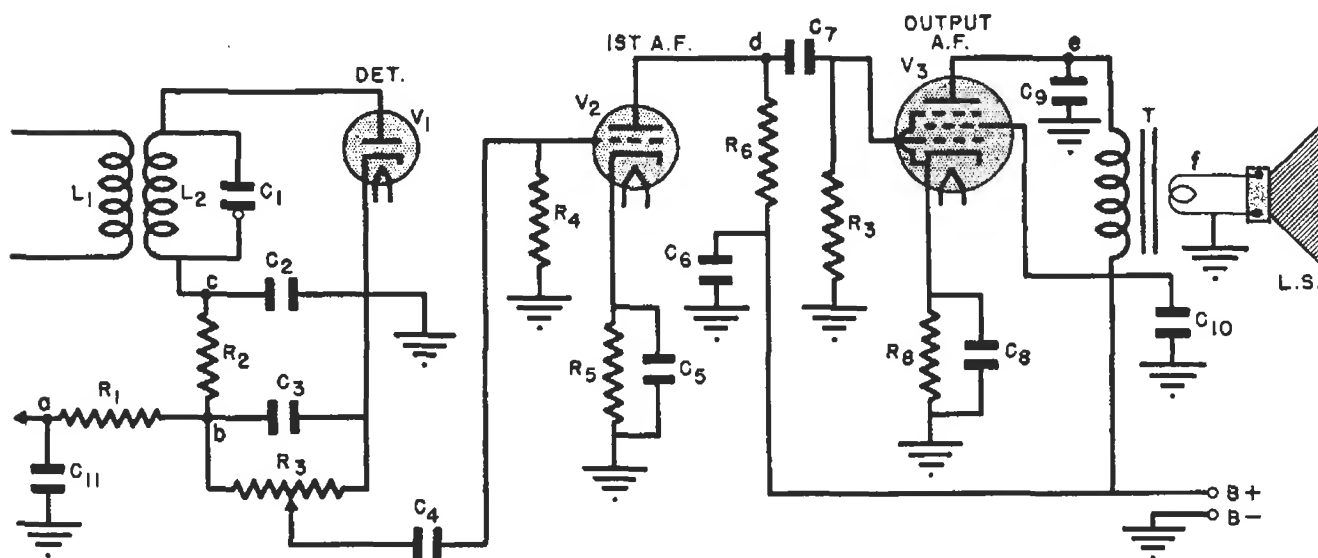 DET.
V1
L1
L2
C1
C2
c
R2
C3
a
R1
b
C11
R3
C4
1ST A.F.
V2
R4
R5
C5
d
C7
R6
C6
R3
OUTPUT
A.F.
V3
e
C9
T
f
L.S.
R8
C8
C10
B+
B-